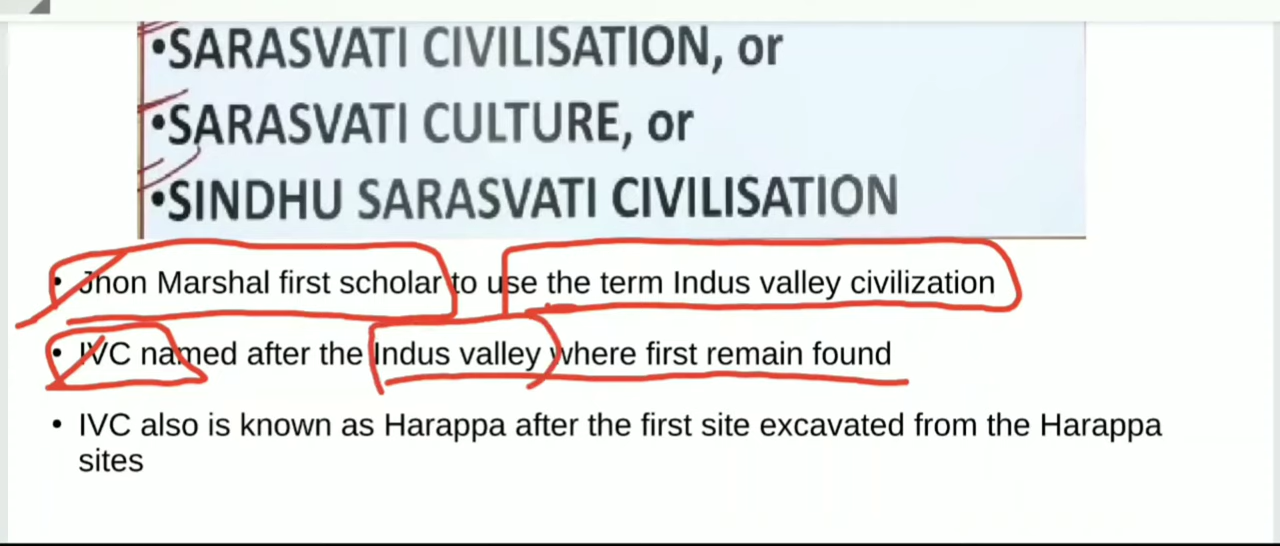 •SARASVATI CIVILISATION, or
•SARASVATI CULTURE, or
•SINDHU SARASVATI CIVILISATION
• Jhon Marshal first scholar to use the term Indus valley civilization
• IVC named after the Indus valley where first remain found
• IVC also is known as Harappa after the first site excavated from the Harappa
sites